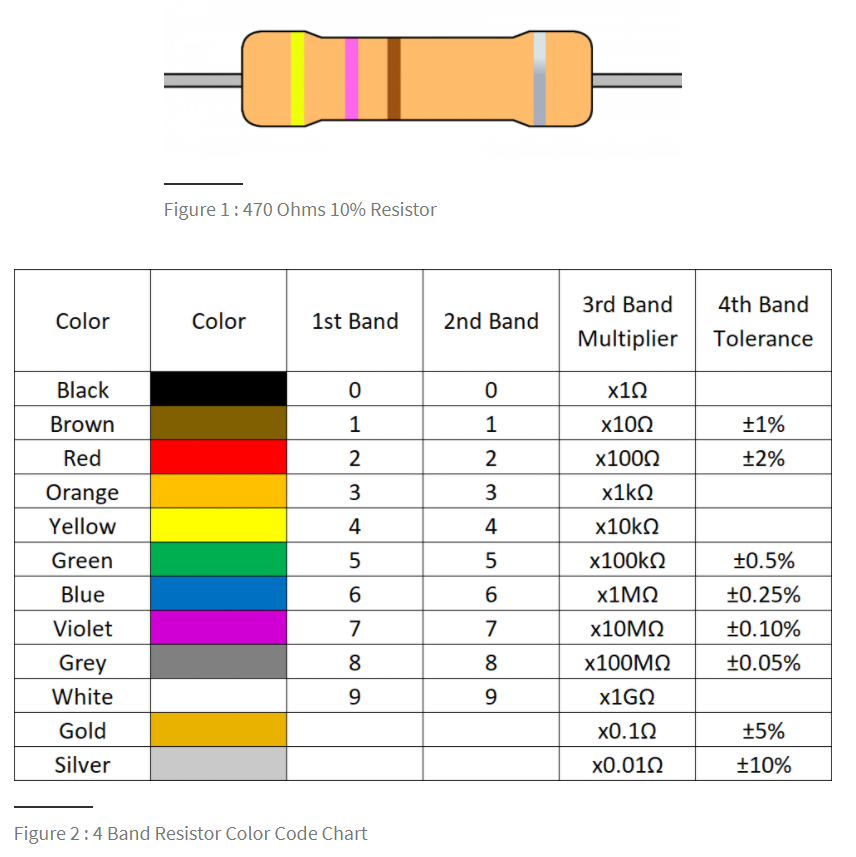 Figure 1 : 470 Ohms 10% Resistor
Color Color 1st Band 2nd Band 3rd Band Multiplier 4th Band Tolerance
Black 0 0 x1Ω
Brown 1 1 x10Ω ±1%
Red 2 2 x100Ω ±2%
Orange 3 3 x1kΩ
Yellow 4 4 x10kΩ
Green 5 5 x100kΩ ±0.5%
Blue 6 6 x1MΩ ±0.25%
Violet 7 7 x10MΩ ±0.10%
Grey 8 8 x100MΩ ±0.05%
White 9 9 x1GΩ
Gold x0.1Ω ±5%
Silver x0.01Ω ±10%
Figure 2 : 4 Band Resistor Color Code Chart